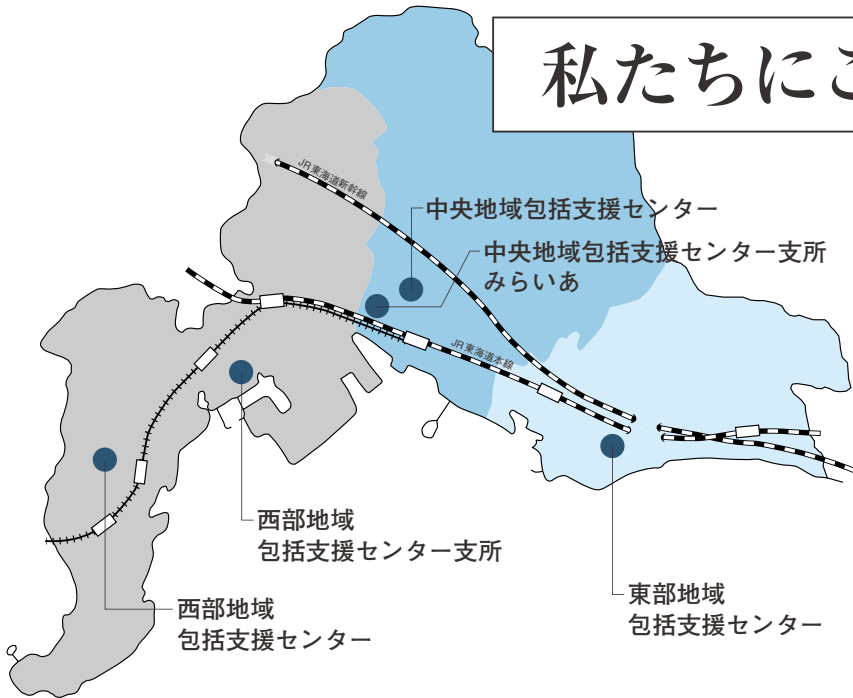 私たちにこ
JR東海道新幹線
中央地域包括支援センター
中央地域包括支援センター支所
みらいあ
JR東海道本線
西部地域
包括支援センター支所
西部地域
包括支援センター
東部地域
包括支援センター